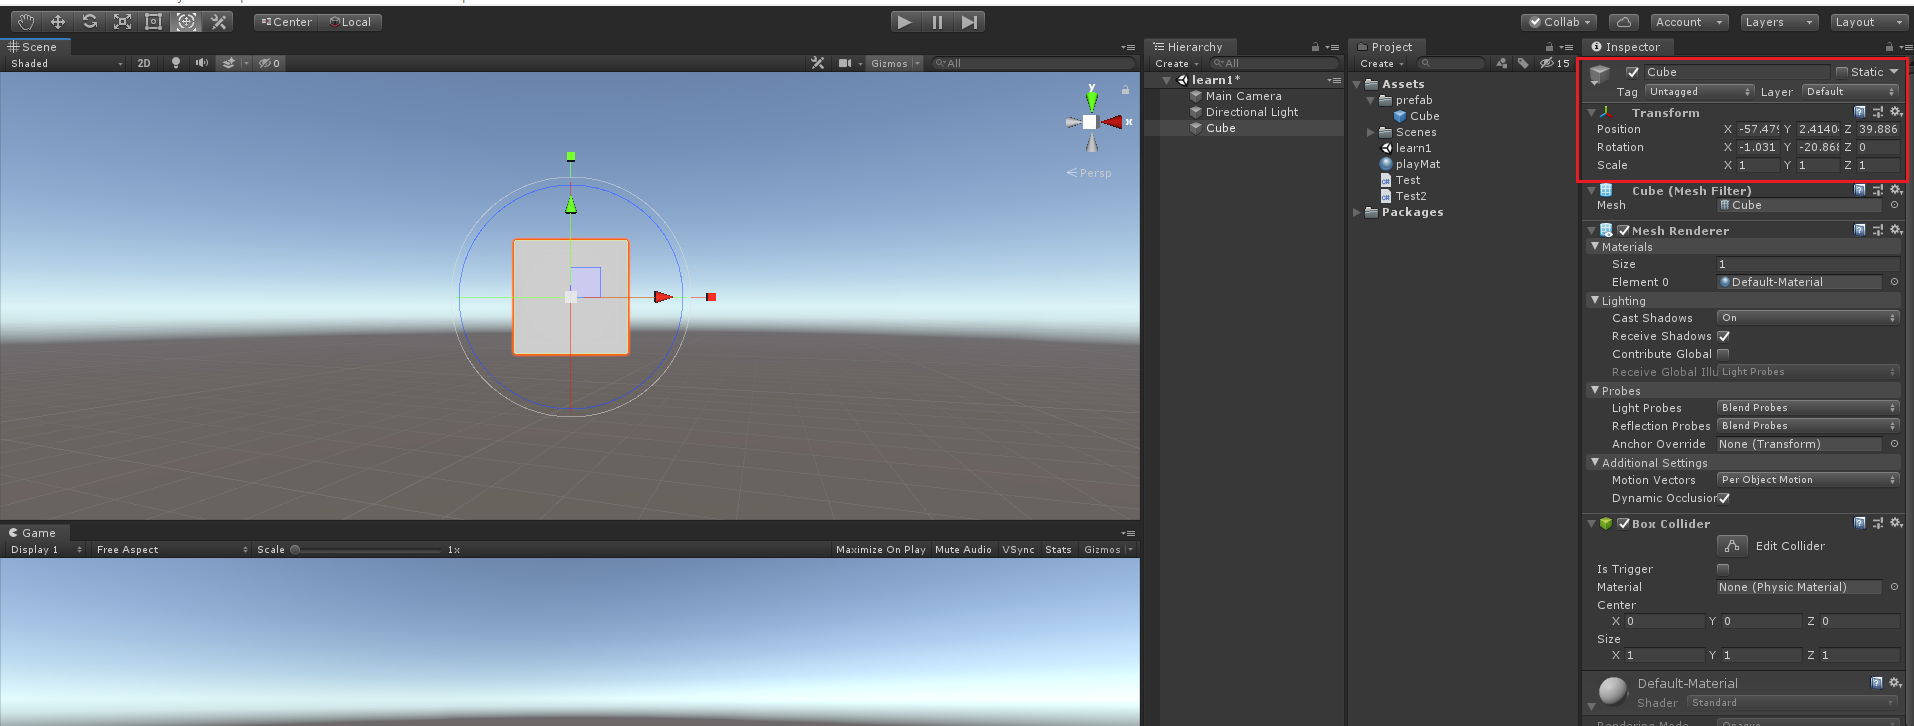 Center Local
Collab Account Layers Layout
Scene
Shaded 2D 0 Gizmos All
y
x
Persp
Game
Display 1 Free Aspect Scale 1x Maximize On Play Mute Audio VSync Stats Gizmos
Hierarchy
Create All
learn1*
Main Camera
Directional Light
Cube
Project
Create 15
Assets
prefab
Cube
Scenes
learn1
playMat
Test
Test2
Packages
Inspector
Cube Static
Tag Untagged Layer Default
Transform
Position X -57.479 Y 2.4140 Z 39.886
Rotation X -1.031 Y -20.868 Z 0
Scale X 1 Y 1 Z 1
Cube (Mesh Filter)
Mesh Cube
Mesh Renderer
Materials
Size 1
Element 0 Default-Material
Lighting
Cast Shadows On
Receive Shadows
Contribute Global
Receive Global Illu Light Probes
Probes
Light Probes Blend Probes
Reflection Probes Blend Probes
Anchor Override None (Transform)
Additional Settings
Motion Vectors Per Object Motion
Dynamic Occlusion
Box Collider
Edit Collider
Is Trigger
Material None (Physic Material)
Center
X 0 Y 0 Z 0
Size
X 1 Y 1 Z 1
Default-Material
Shader Standard
Rendering Mode Opaque